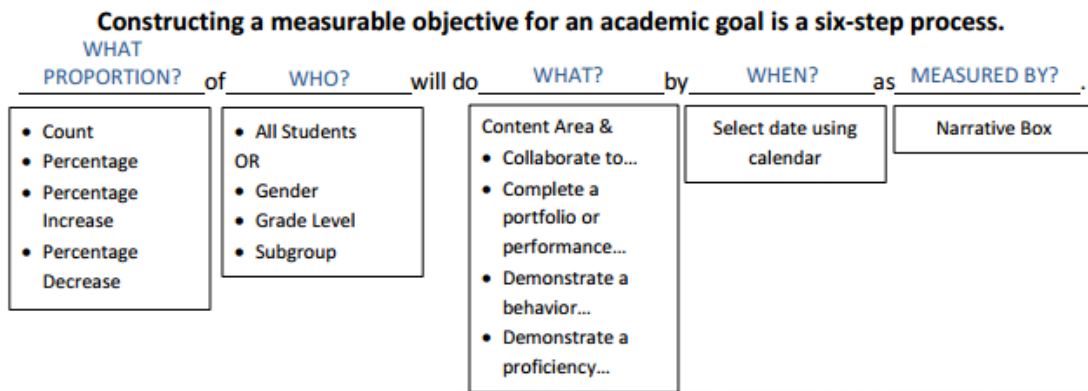 Constructing a measurable objective for an academic goal is a six-step process.
WHAT
PROPORTION? of WHO? will do WHAT? by WHEN? as MEASURED BY? .
• Count
• Percentage
• Percentage
Increase
• Percentage
Decrease
• All Students
OR
• Gender
• Grade Level
• Subgroup
Content Area &
• Collaborate to...
• Complete a
portfolio or
performance...
• Demonstrate a
behavior...
• Demonstrate a
proficiency...
Select date using
calendar
Narrative Box